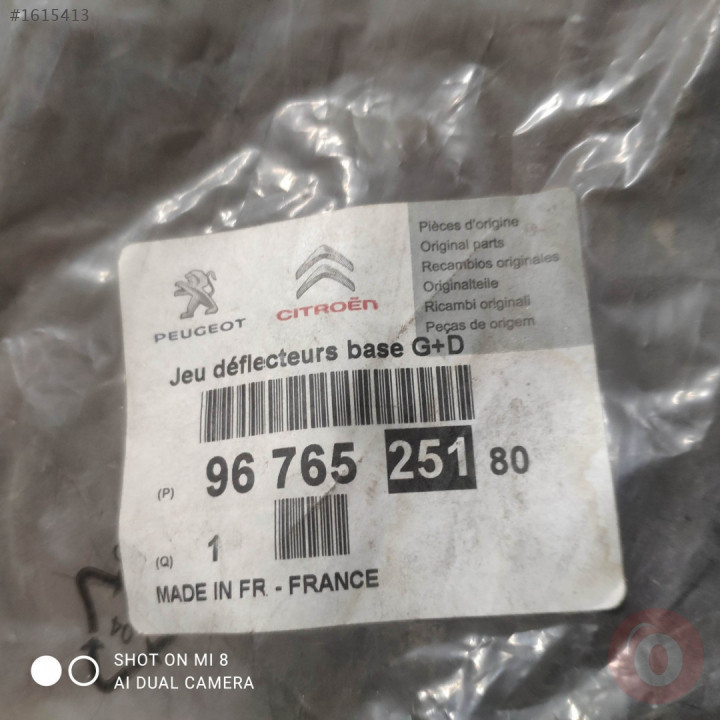 #1615413
Pièces d'origine
Original parts
Recambios originales
Originalteile
Ricambi originali
Peças de origem
PEUGEOT
CITROËN
Jeu déflecteurs base G+D
(P) 96 765 251 80
(Q) 1
MADE IN FR - FRANCE
04
SHOT ON MI 8
AI DUAL CAMERA